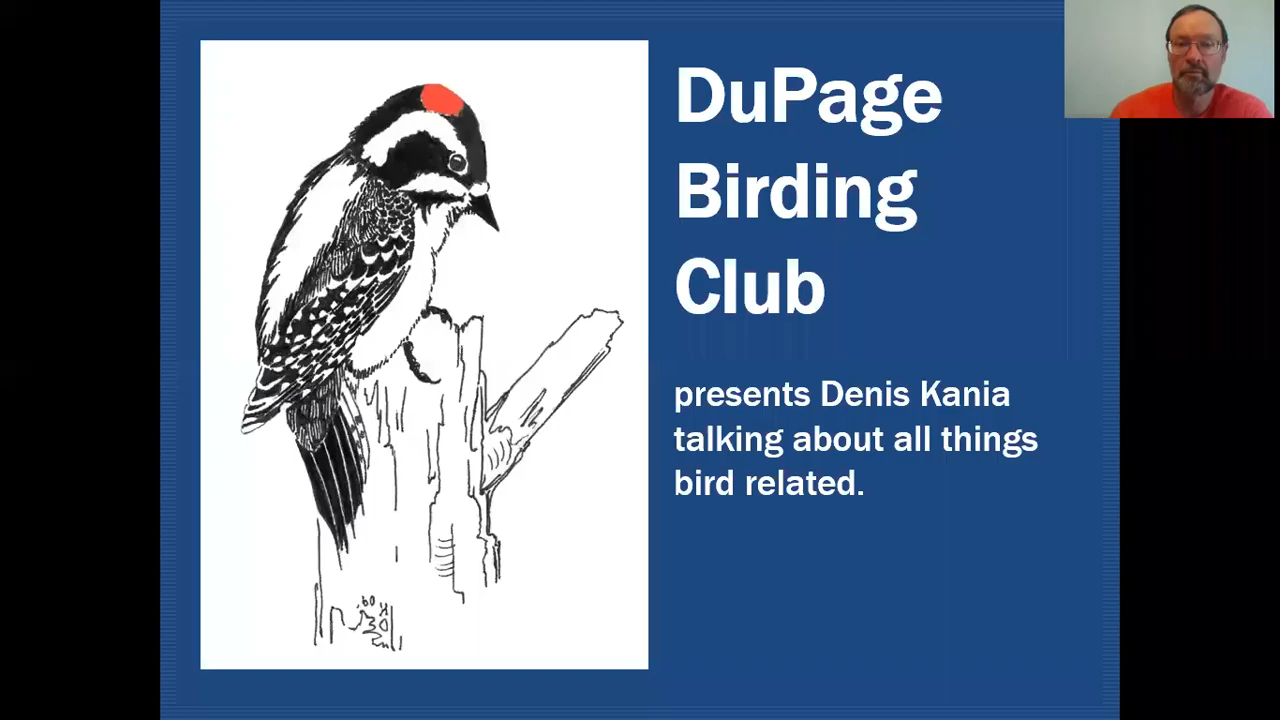 DuPage
Birding
Club
presents Denis Kania
talking about all things
bird related.